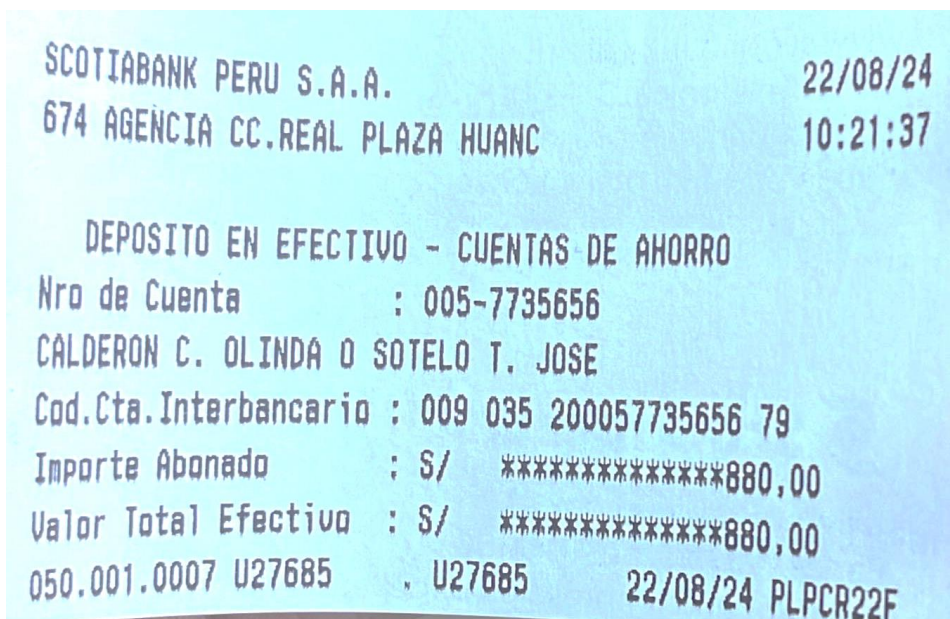 SCOTIABANK PERU S.A.A. 22/08/24
674 AGENCIA CC.REAL PLAZA HUANC 10:21:37
DEPOSITO EN EFECTIVO - CUENTAS DE AHORRO
Nro de Cuenta : 005-7735656
CALDERON C. OLINDA O SOTELO T. JOSE
Cod.Cta.Interbancario : 009 035 200057735656 79
Importe Abonado : S/ **************880,00
Valor Total Efectivo : S/ **************880,00
050.001.0007 U27685 . U27685 22/08/24 PLPCR22F